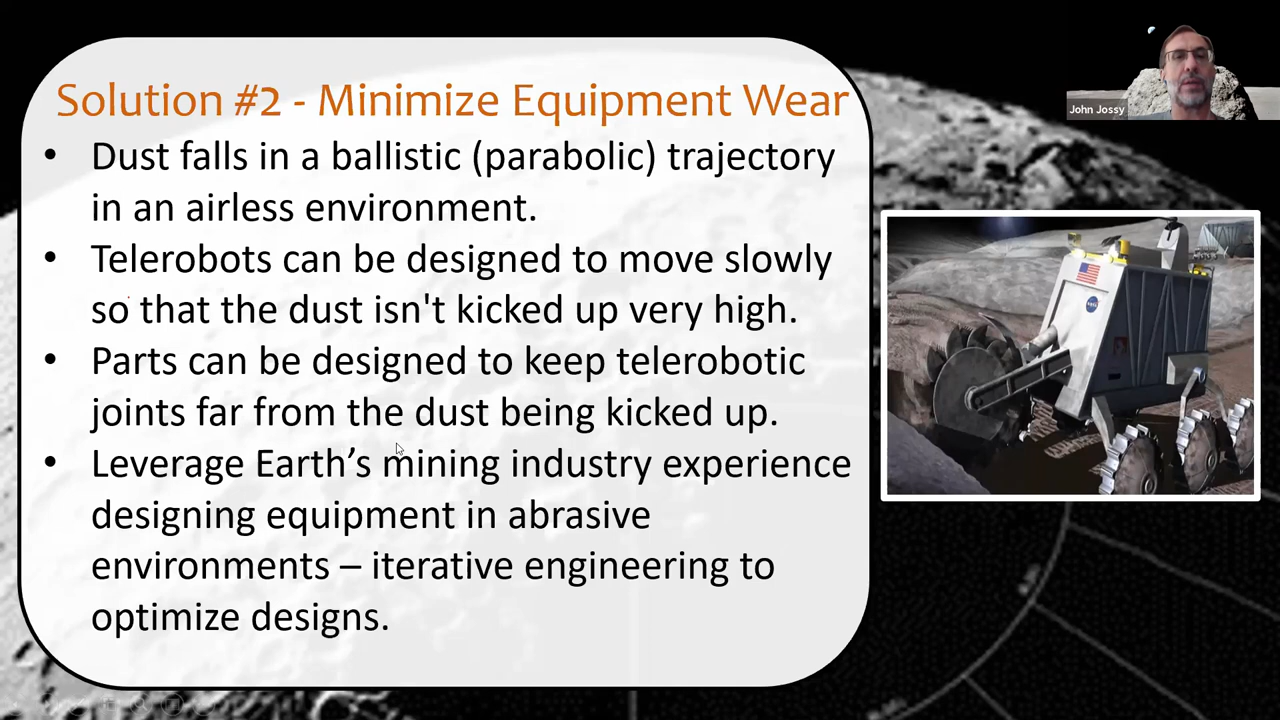 Solution #2 - Minimize Equipment Wear
• Dust falls in a ballistic (parabolic) trajectory
in an airless environment.
• Telerobots can be designed to move slowly
so that the dust isn't kicked up very high.
• Parts can be designed to keep telerobotic
joints far from the dust being kicked up.
• Leverage Earth’s mining industry experience
designing equipment in abrasive
environments – iterative engineering to
optimize designs.
John Jossy
NASA